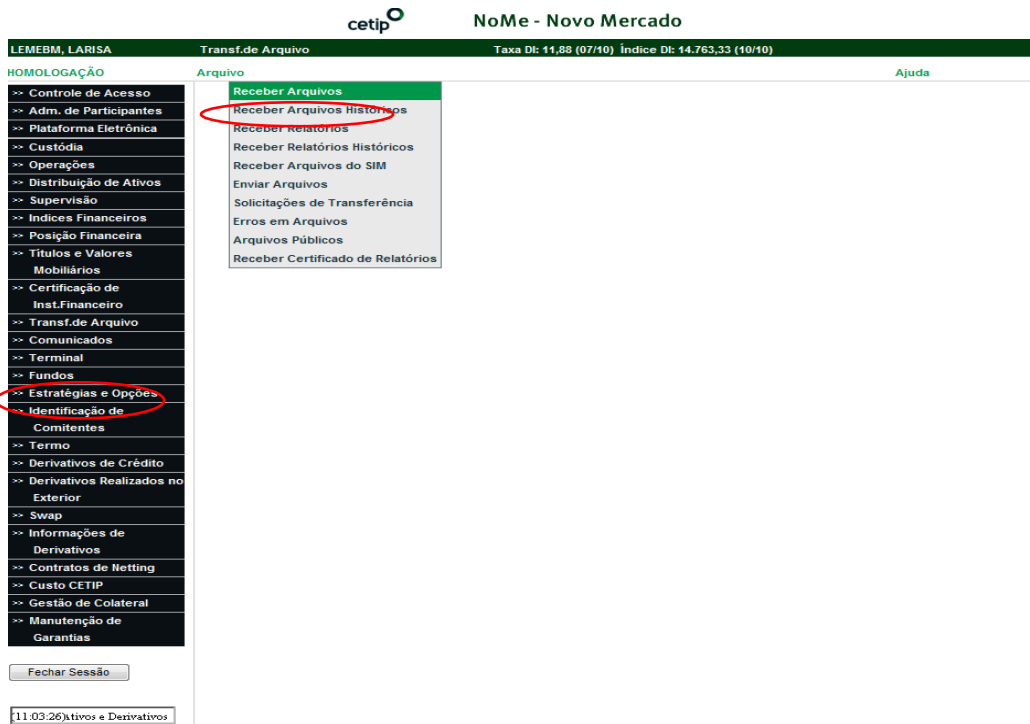 cetip
NoMe - Novo Mercado
LEMEBM, LARISA
Transf.de Arquivo
Taxa DI: 11,88 (07/10) Índice DI: 14.763,33 (10/10)
HOMOLOGAÇÃO
Arquivo
Ajuda
>> Controle de Acesso
>> Adm. de Participantes
>> Plataforma Eletrônica
>> Custódia
>> Operações
>> Distribuição de Ativos
>> Supervisão
>> Indices Financeiros
>> Posição Financeira
>> Títulos e Valores
Mobiliários
>> Certificação de
Inst.Financeiro
>> Transf.de Arquivo
>> Comunicados
>> Terminal
>> Fundos
>> Estratégias e Opções
>> Identificação de
Comitentes
>> Termo
>> Derivativos de Crédito
>> Derivativos Realizados no
Exterior
>> Swap
>> Informações de
Derivativos
>> Contratos de Netting
>> Custo CETIP
>> Gestão de Colateral
>> Manutenção de
Garantias
Receber Arquivos
Receber Arquivos Históricos
Receber Relatórios
Receber Relatórios Históricos
Receber Arquivos do SIM
Enviar Arquivos
Solicitações de Transferência
Erros em Arquivos
Arquivos Públicos
Receber Certificado de Relatórios
Fechar Sessão
[11:03:26]Ativos e Derivativos